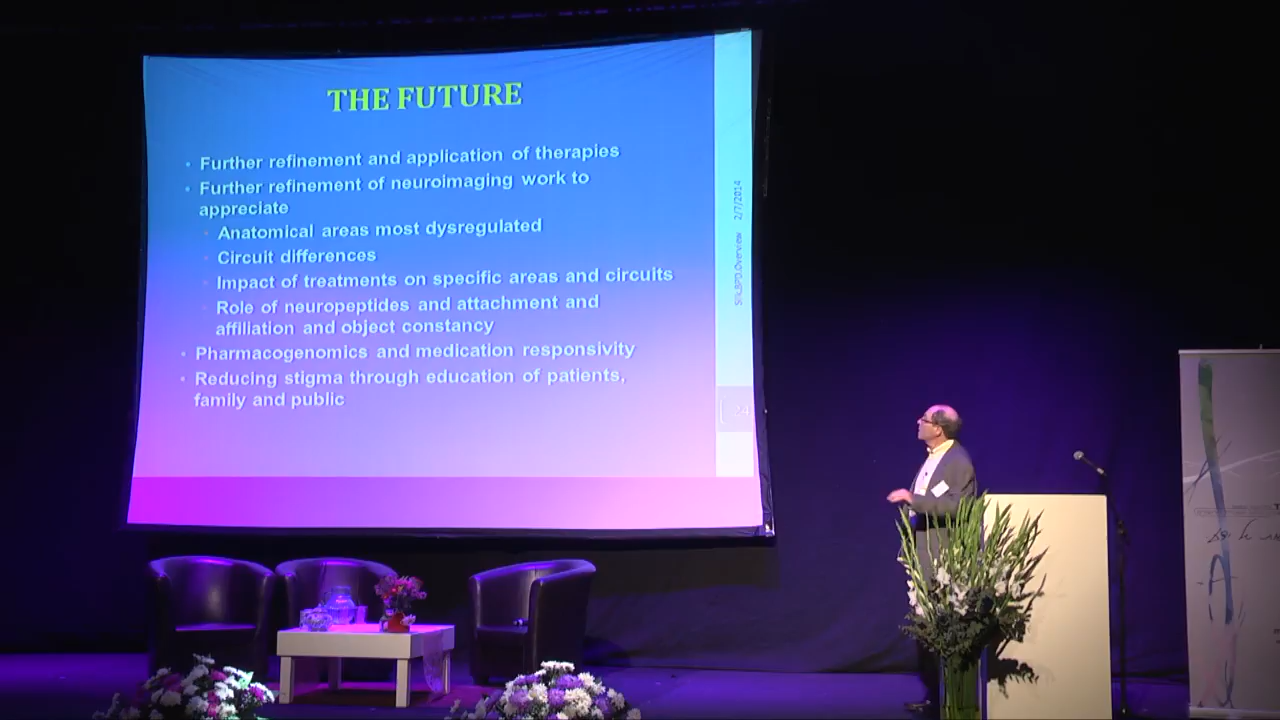 THE FUTURE
Further refinement and application of therapies
Further refinement of neuroimaging work to
appreciate
Anatomical areas most dysregulated
Circuit differences
Impact of treatments on specific areas and circuits
Role of neuropeptides and attachment and
affiliation and object constancy
Pharmacogenomics and medication responsivity
Reducing stigma through education of patients,
family and public
2/7/2014
24